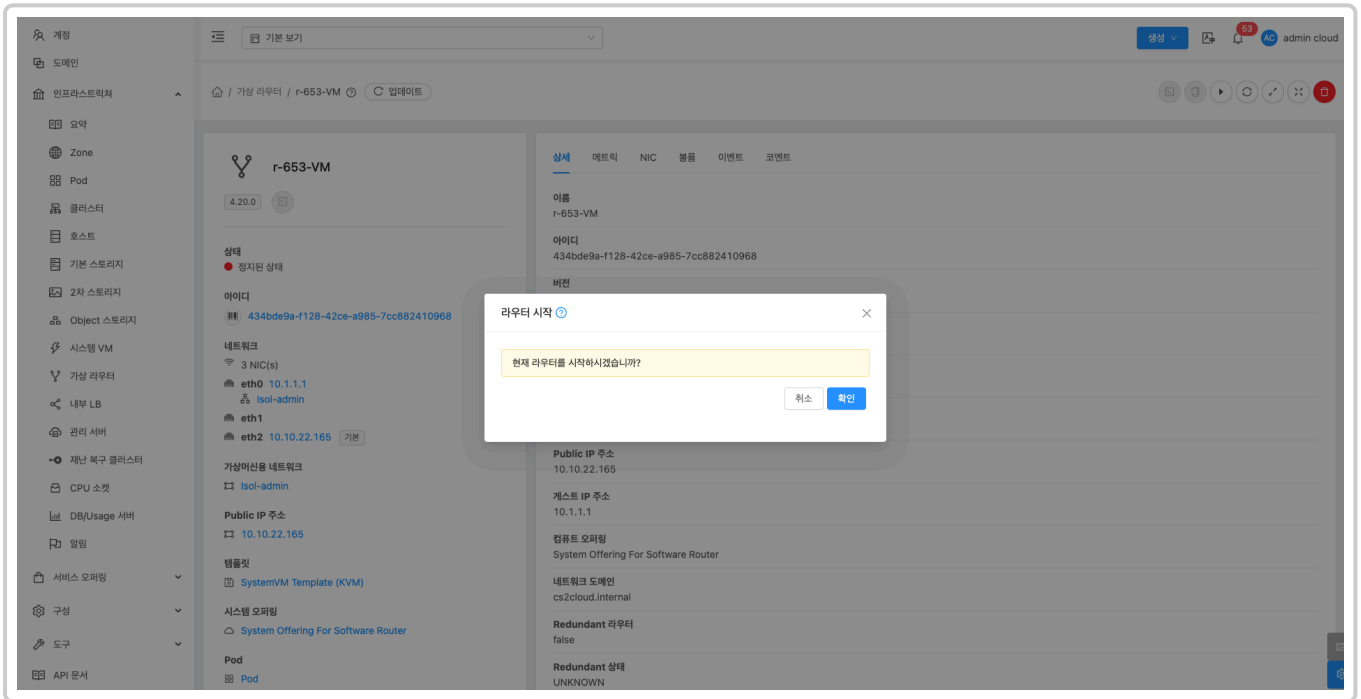 계정
도메인
인프라스트럭쳐
요약
Zone
Pod
클러스터
호스트
기본 스토리지
2차 스토리지
Object 스토리지
시스템 VM
가상 라우터
내부 LB
관리 서버
재난 복구 클러스터
CPU 소켓
DB/Usage 서버
알림
서비스 오퍼링
구성
도구
API 문서
기본 보기
생성
53
AC admin cloud
/ 가상 라우터 / r-653-VM 업데이트
r-653-VM
4.20.0
상태
정지된 상태
아이디
434bde9a-f128-42ce-a985-7cc882410968
네트워크
3 NIC(s)
eth0 10.1.1.1
Isol-admin
eth1
eth2 10.10.22.165 기본
가상머신용 네트워크
Isol-admin
Public IP 주소
10.10.22.165
템플릿
SystemVM Template (KVM)
시스템 오퍼링
System Offering For Software Router
Pod
Pod
상세 메트릭 NIC 볼륨 이벤트 코멘트
이름
r-653-VM
아이디
434bde9a-f128-42ce-a985-7cc882410968
버전
라우터 시작
현재 라우터를 시작하시겠습니까?
취소 확인
Public IP 주소
10.10.22.165
게스트 IP 주소
10.1.1.1
컴퓨트 오퍼링
System Offering For Software Router
네트워크 도메인
cs2cloud.internal
Redundant 라우터
false
Redundant 상태
UNKNOWN